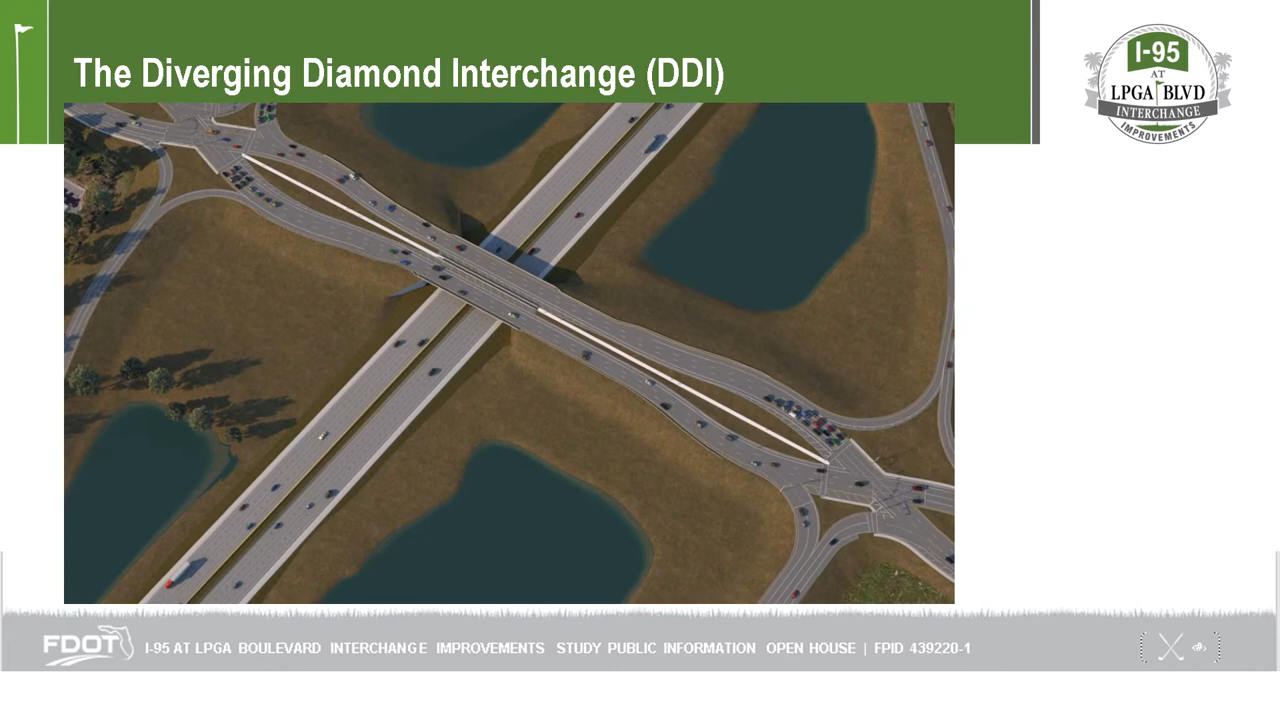 The Diverging Diamond Interchange (DDI)
I-95
AT
LPGA BLVD
INTERCHANGE
IMPROVEMENTS
FDOT
I-95 AT LPGA BOULEVARD INTERCHANGE IMPROVEMENTS STUDY PUBLIC INFORMATION OPEN HOUSE | FPID 439220-1